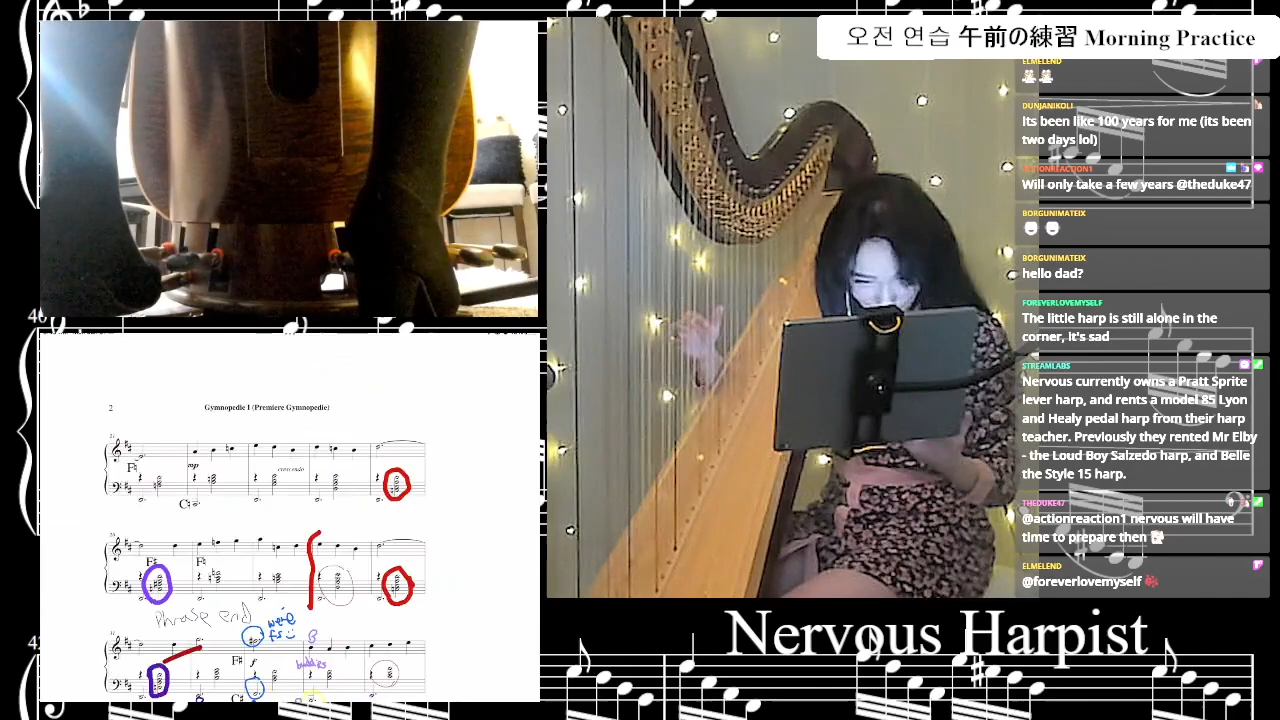 오전 연습 午前の練習 Morning Practice
ELMELEND
DUNJANIKOLI
Its been like 100 years for me (its been
two days lol)
Will only take a few years @theduke47
BORGUNIMATEIX
BORGUNIMATEIX
hello dad?
FOREVERLOVEMYSELF
The little harp is still alone in the
corner, it's sad
STREAMLABS
Nervous currently owns a Pratt Sprite
lever harp, and rents a model 85 Lyon
and Healy pedal harp from their harp
teacher. Previously they rented Mr Elby
- the Loud Boy Salzedo harp, and Belle
the Style 15 harp.
THEDUKE47
@actionreaction1 nervous will have
time to prepare then
ELMELEND
@foreverlovemyself
Nervous Harpist
2
Gymnopedie I (Premiere Gymnopedie)
mp
crescendo
F♮
C♮
F♯
F♮
Phrase end
weird
F♯
f
buddies
C♯